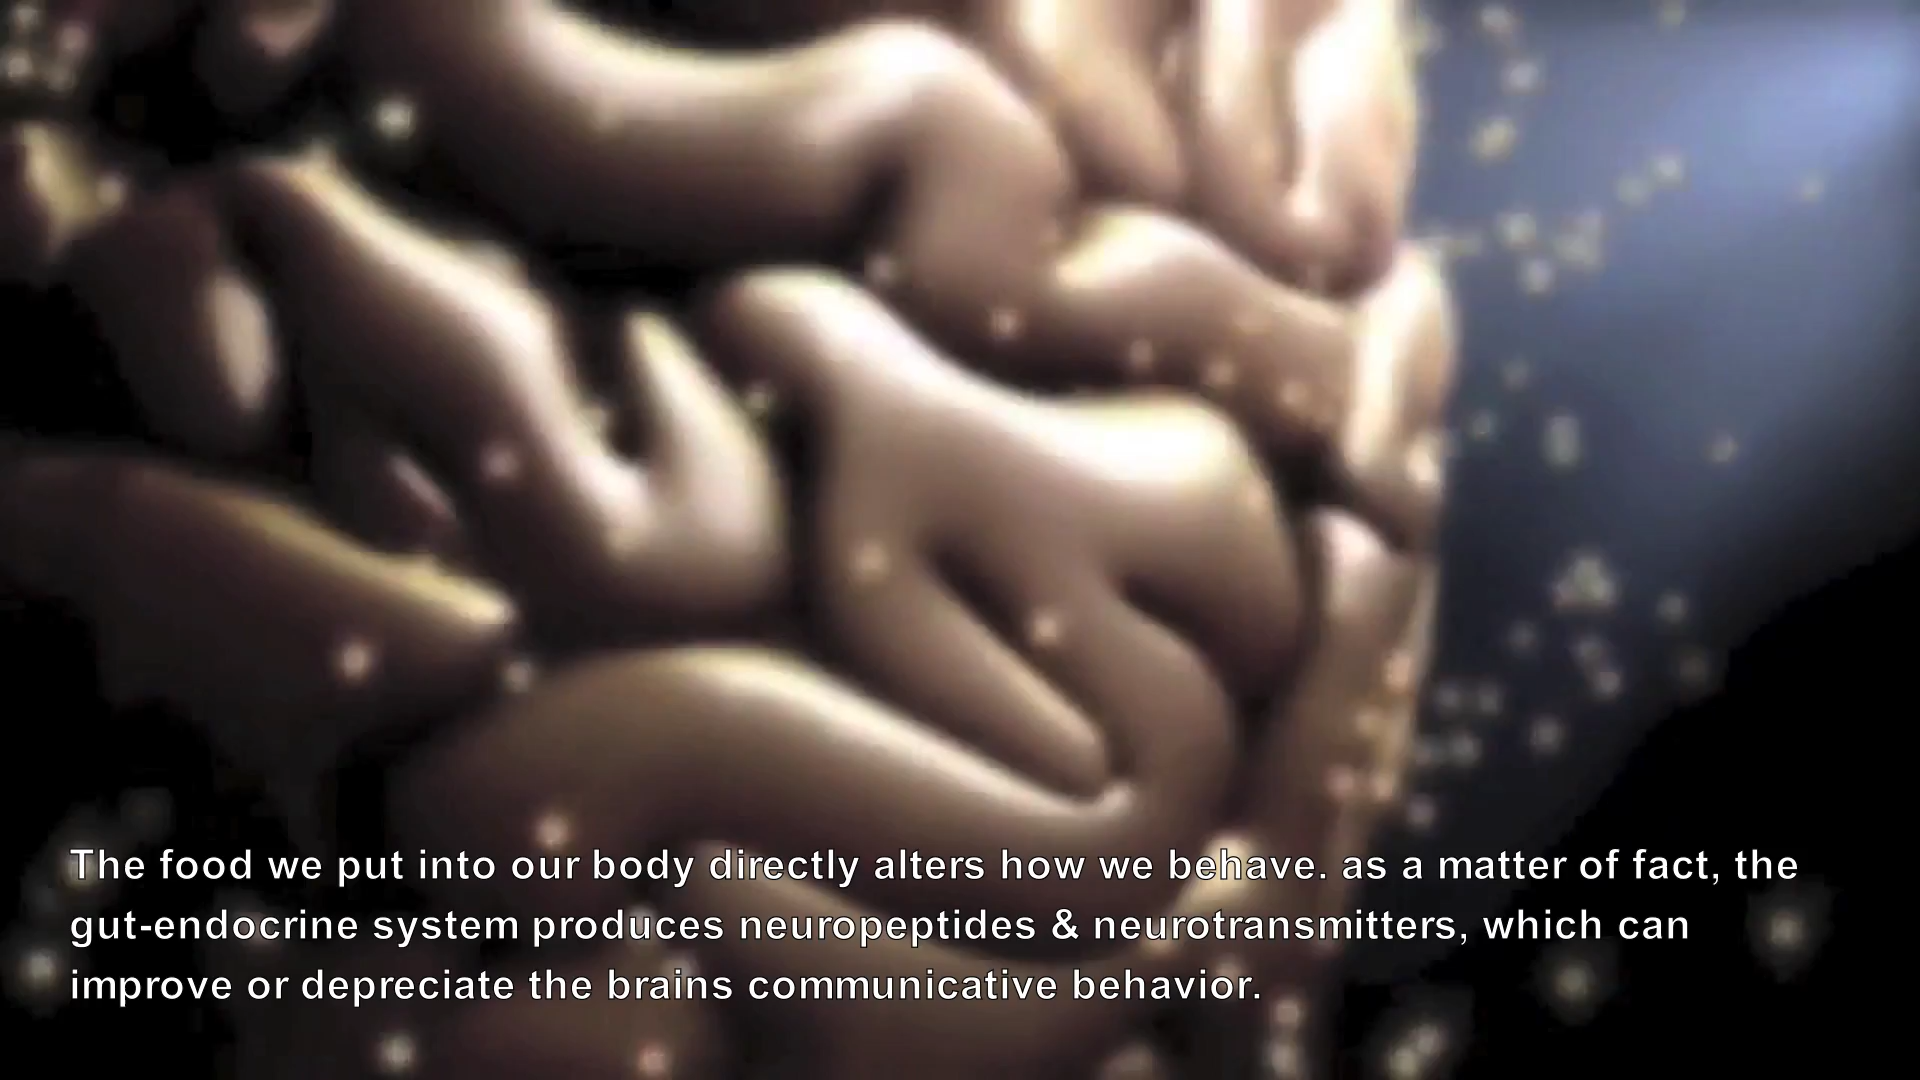 The food we put into our body directly alters how we behave. as a matter of fact, the
gut-endocrine system produces neuropeptides & neurotransmitters, which can
improve or depreciate the brains communicative behavior.